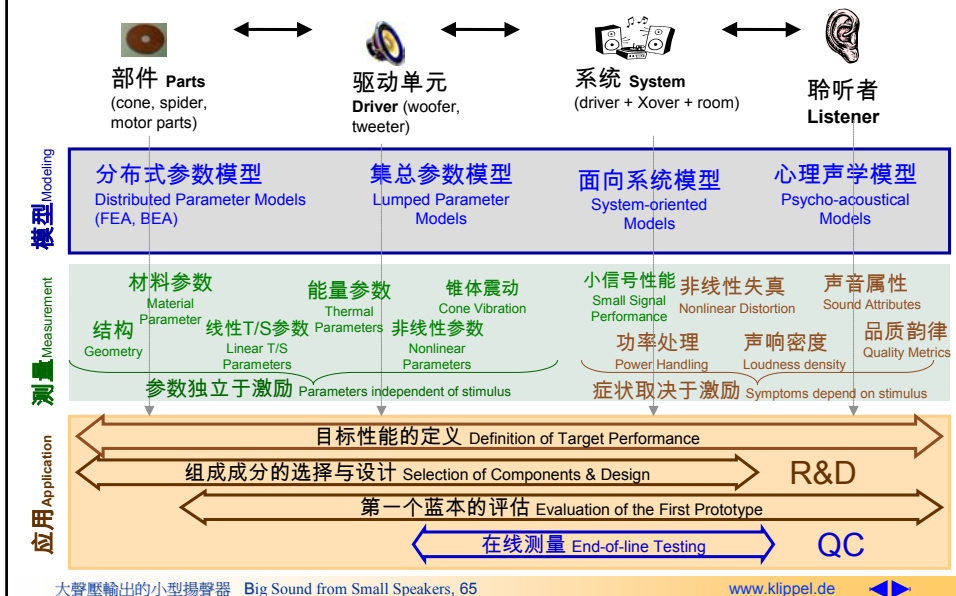 部件 Parts
(cone, spider,
motor parts)
驱动单元
Driver (woofer,
tweeter)
系统 System
(driver + Xover + room)
聆听者
Listener
模型 Modeling
分布式参数模型
Distributed Parameter Models
(FEA, BEA)
集总参数模型
Lumped Parameter
Models
面向系统模型
System-oriented
Models
心理声学模型
Psycho-acoustical
Models
测量 Measurement
材料参数
Material
Parameter
能量参数
Thermal
Parameters
锥体震动
Cone Vibration
小信号性能
Small Signal
Performance
非线性失真
Nonlinear Distortion
声音属性
Sound Attributes
结构
Geometry
线性T/S参数
Linear T/S
Parameters
非线性参数
Nonlinear
Parameters
功率处理
Power Handling
声响密度
Loudness density
品质韵律
Quality Metrics
参数独立于激励 Parameters independent of stimulus
症状取决于激励 Symptoms depend on stimulus
应用 Application
目标性能的定义 Definition of Target Performance
组成成分的选择与设计 Selection of Components & Design
R&D
第一个蓝本的评估 Evaluation of the First Prototype
在线测量 End-of-line Testing
QC
大聲壓輸出的小型揚聲器 Big Sound from Small Speakers, 65
www.klippel.de